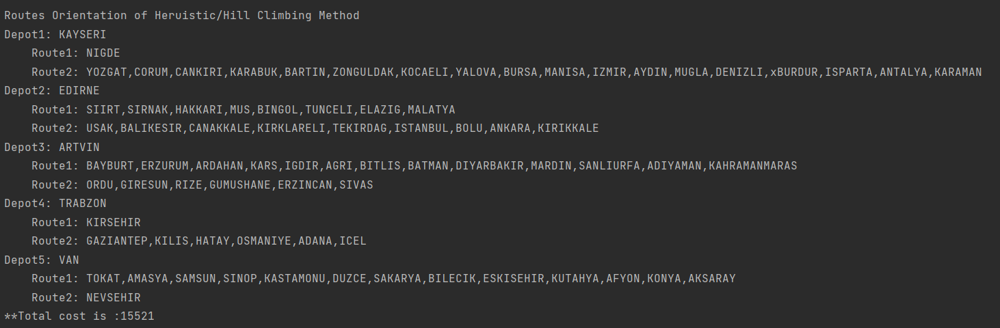 Routes Orientation of Heruistic/Hill Climbing Method
Depot1: KAYSERI
Route1: NIGDE
Route2: YOZGAT,CORUM,CANKIRI,KARABUK,BARTIN,ZONGULDAK,KOCAELI,YALOVA,BURSA,MANISA,IZMIR,AYDIN,MUGLA,DENIZLI,xBURDUR,ISPARTA,ANTALYA,KARAMAN
Depot2: EDIRNE
Route1: SIIRT,SIRNAK,HAKKARI,MUS,BINGOL,TUNCELI,ELAZIG,MALATYA
Route2: USAK,BALIKESIR,CANAKKALE,KIRKLARELI,TEKIRDAG,ISTANBUL,BOLU,ANKARA,KIRIKKALE
Depot3: ARTVIN
Route1: BAYBURT,ERZURUM,ARDAHAN,KARS,IGDIR,AGRI,BITLIS,BATMAN,DIYARBAKIR,MARDIN,SANLIURFA,ADIYAMAN,KAHRAMANMARAS
Route2: ORDU,GIRESUN,RIZE,GUMUSHANE,ERZINCAN,SIVAS
Depot4: TRABZON
Route1: KIRSEHIR
Route2: GAZIANTEP,KILIS,HATAY,OSMANIYE,ADANA,ICEL
Depot5: VAN
Route1: TOKAT,AMASYA,SAMSUN,SINOP,KASTAMONU,DUZCE,SAKARYA,BILECIK,ESKISEHIR,KUTAHYA,AFYON,KONYA,AKSARAY
Route2: NEVSEHIR
**Total cost is :15521